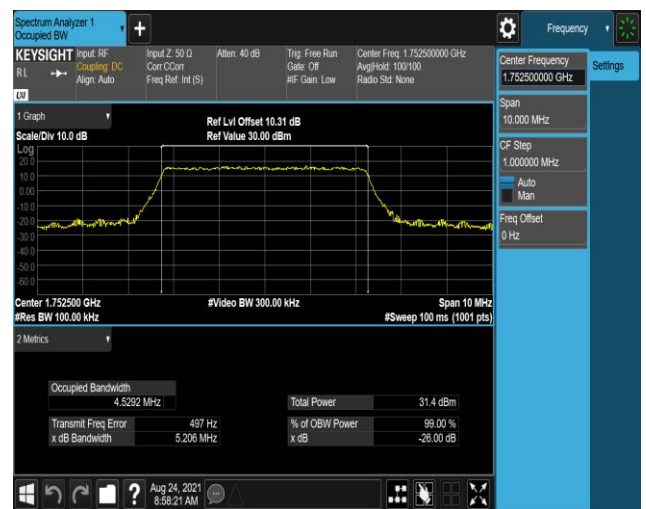 Spectrum Analyzer 1
Occupied BW
+
Frequency
KEYSIGHT
RL
LXI
Input: RF
Coupling: DC
Align: Auto
Input Z: 50 Ω
Corr CCorr
Freq Ref: Int (S)
Atten: 40 dB
Trig: Free Run
Gate: Off
#IF Gain: Low
Center Freq: 1.752500000 GHz
Avg|Hold: 100/100
Radio Std: None
Center Frequency
1.752500000 GHz
Settings
Span
10.000 MHz
CF Step
1.000000 MHz
Auto
Man
Freq Offset
0 Hz
1 Graph
Scale/Div 10.0 dB
Ref Lvl Offset 10.31 dB
Ref Value 30.00 dBm
Log
20.0
10.0
0.00
-10.0
-20.0
-30.0
-40.0
-50.0
-60.0
Center 1.752500 GHz
#Video BW 300.00 kHz
Span 10 MHz
#Res BW 100.00 kHz
#Sweep 100 ms (1001 pts)
2 Metrics
Occupied Bandwidth
4.5292 MHz
Total Power 31.4 dBm
Transmit Freq Error 497 Hz
% of OBW Power 99.00 %
x dB Bandwidth 5.206 MHz
x dB -26.00 dB
?
Aug 24, 2021
8:58:21 AM